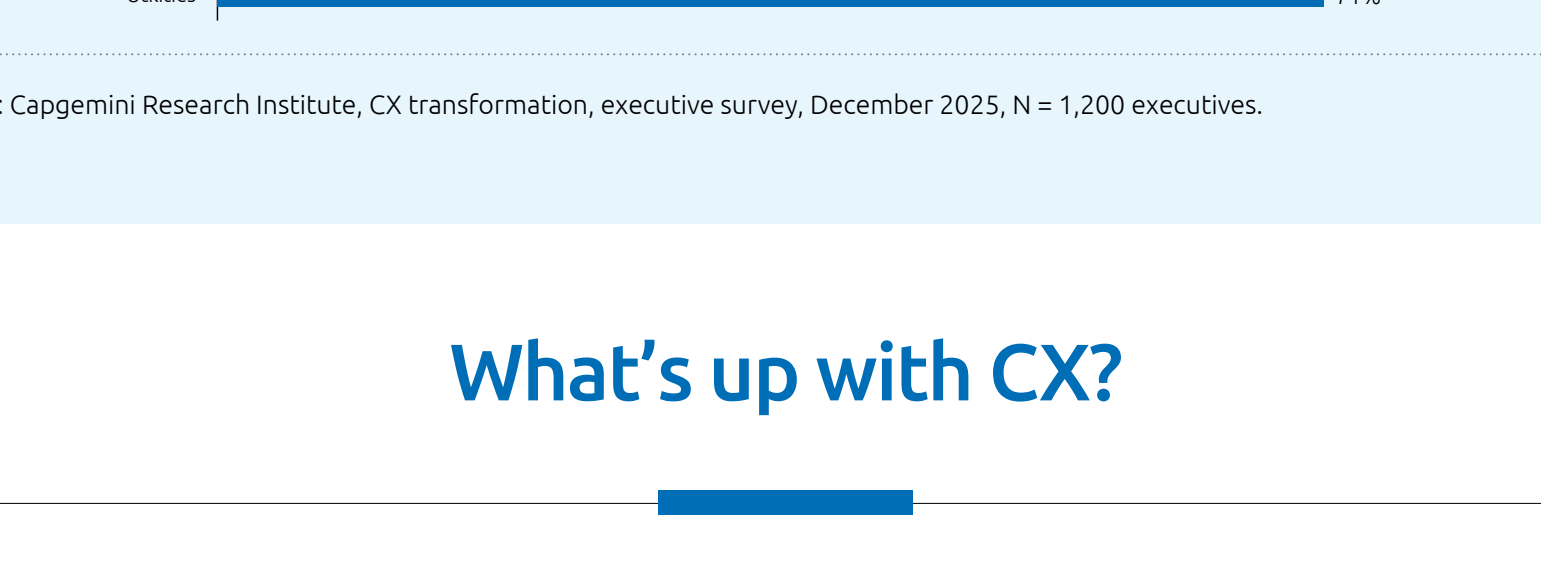 : Capgemini Research Institute, CX transformation, executive survey, December 2025, N = 1,200 executives.
What’s up with CX?